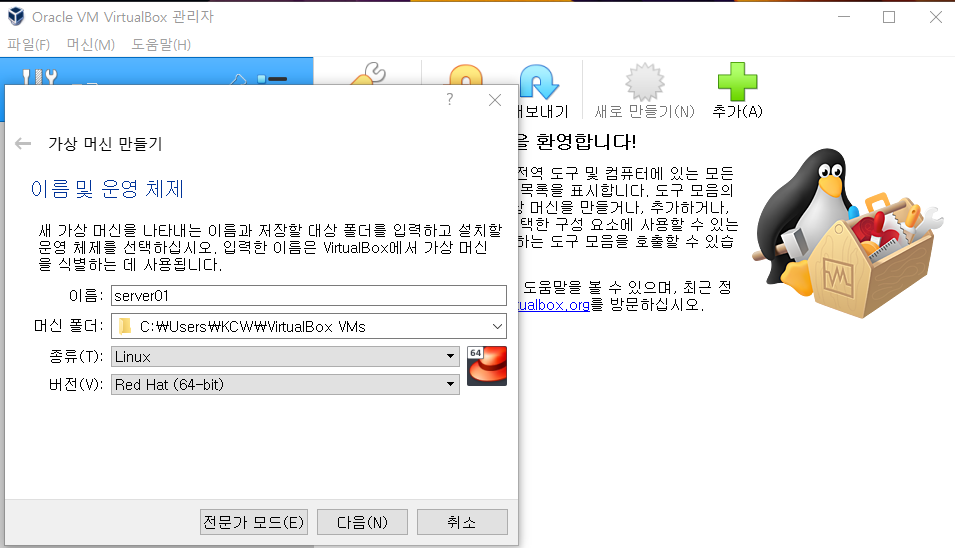 Oracle VM VirtualBox 관리자
파일(F) 머신(M) 도움말(H)
내보내기 새로 만들기(N) 추가(A)
을 환영합니다!
전역 도구 및 컴퓨터에 있는 모든
목록을 표시합니다. 도구 모음의
상 머신을 만들거나, 추가하거나,
택한 구성 요소에 사용할 수 있는
하는 도구 모음을 호출할 수 있습
도움말을 볼 수 있으며, 최근 정
tualbox.org를 방문하십시오.
?
가상 머신 만들기
이름 및 운영 체제
새 가상 머신을 나타내는 이름과 저장할 대상 폴더를 입력하고 설치할
운영 체제를 선택하십시오. 입력한 이름은 VirtualBox에서 가상 머신
을 식별하는 데 사용됩니다.
이름: server01
머신 폴더: C:₩Users₩KCW₩VirtualBox VMs
종류(T): Linux
64
버전(V): Red Hat (64-bit)
전문가 모드(E) 다음(N) 취소